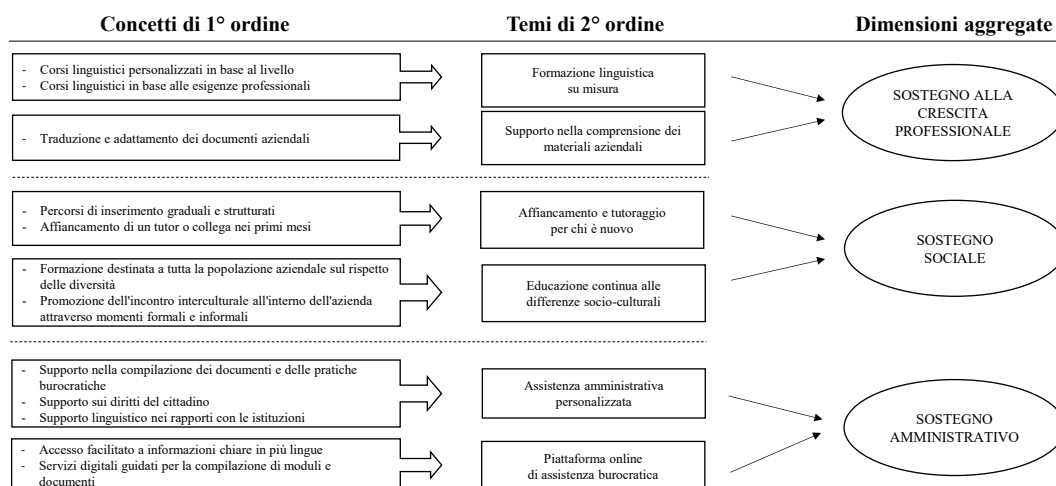 Concetti di 1° ordine
Temi di 2° ordine
Dimensioni aggregate
- Corsi linguistici personalizzati in base al livello
- Corsi linguistici in base alle esigenze professionali
Formazione linguistica
su misura
- Traduzione e adattamento dei documenti aziendali
Supporto nella comprensione dei
materiali aziendali
SOSTEGNO ALLA
CRESCITA
PROFESSIONALE
- Percorsi di inserimento graduali e strutturati
- Affiancamento di un tutor o collega nei primi mesi
Affiancamento e tutoraggio
per chi è nuovo
- Formazione destinata a tutta la popolazione aziendale sul rispetto
delle diversità
- Promozione dell'incontro interculturale all'interno dell'azienda
attraverso momenti formali e informali
Educazione continua alle
differenze socio-culturali
SOSTEGNO
SOCIALE
- Supporto nella compilazione dei documenti e delle pratiche
burocratiche
- Supporto sui diritti del cittadino
- Supporto linguistico nei rapporti con le istituzioni
Assistenza amministrativa
personalizzata
- Accesso facilitato a informazioni chiare in più lingue
- Servizi digitali guidati per la compilazione di moduli e
documenti
Piattaforma online
di assistenza burocratica
SOSTEGNO
AMMINISTRATIVO